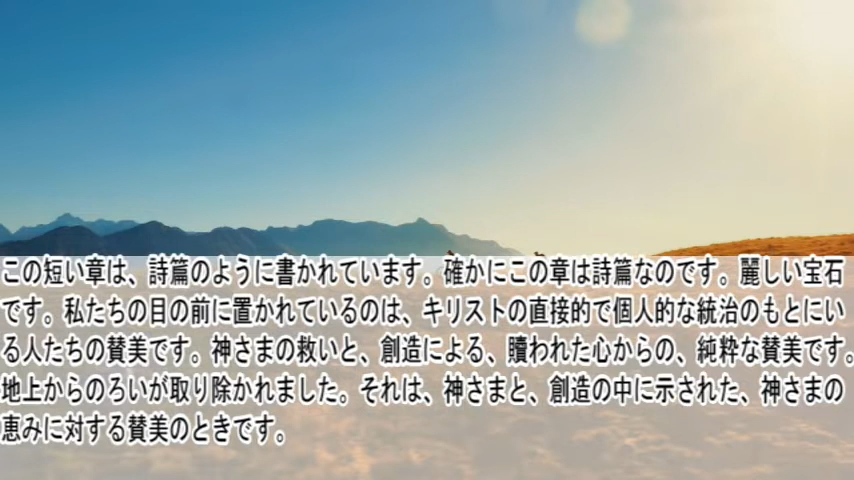 この短い章は、詩篇のように書かれています。確かにこの章は詩篇なのです。麗しい宝石
です。私たちの目の前に置かれているのは、キリストの直接的で個人的な統治のもとにい
る人たちの賛美です。神さまの救いと、創造による、贖われた心からの、純粋な賛美です。
地上からのろいが取り除かれました。それは、神さまと、創造の中に示された、神さまの
恵みに対する賛美のときです。